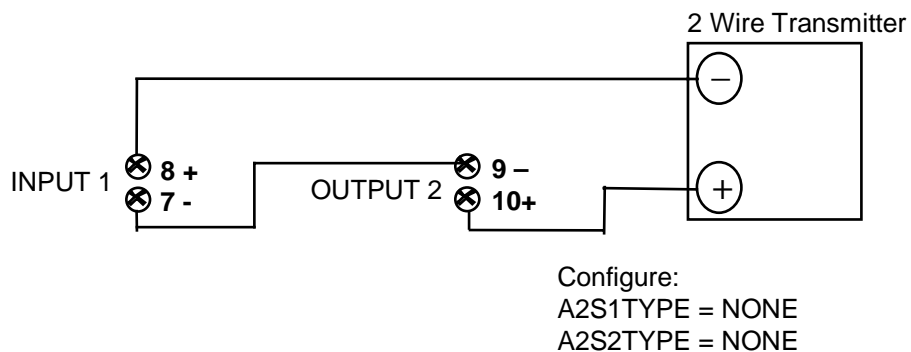 2 Wire Transmitter
–
INPUT 1
8 +
7 -
OUTPUT 2
9 –
10+
+
Configure:
A2S1TYPE = NONE
A2S2TYPE = NONE